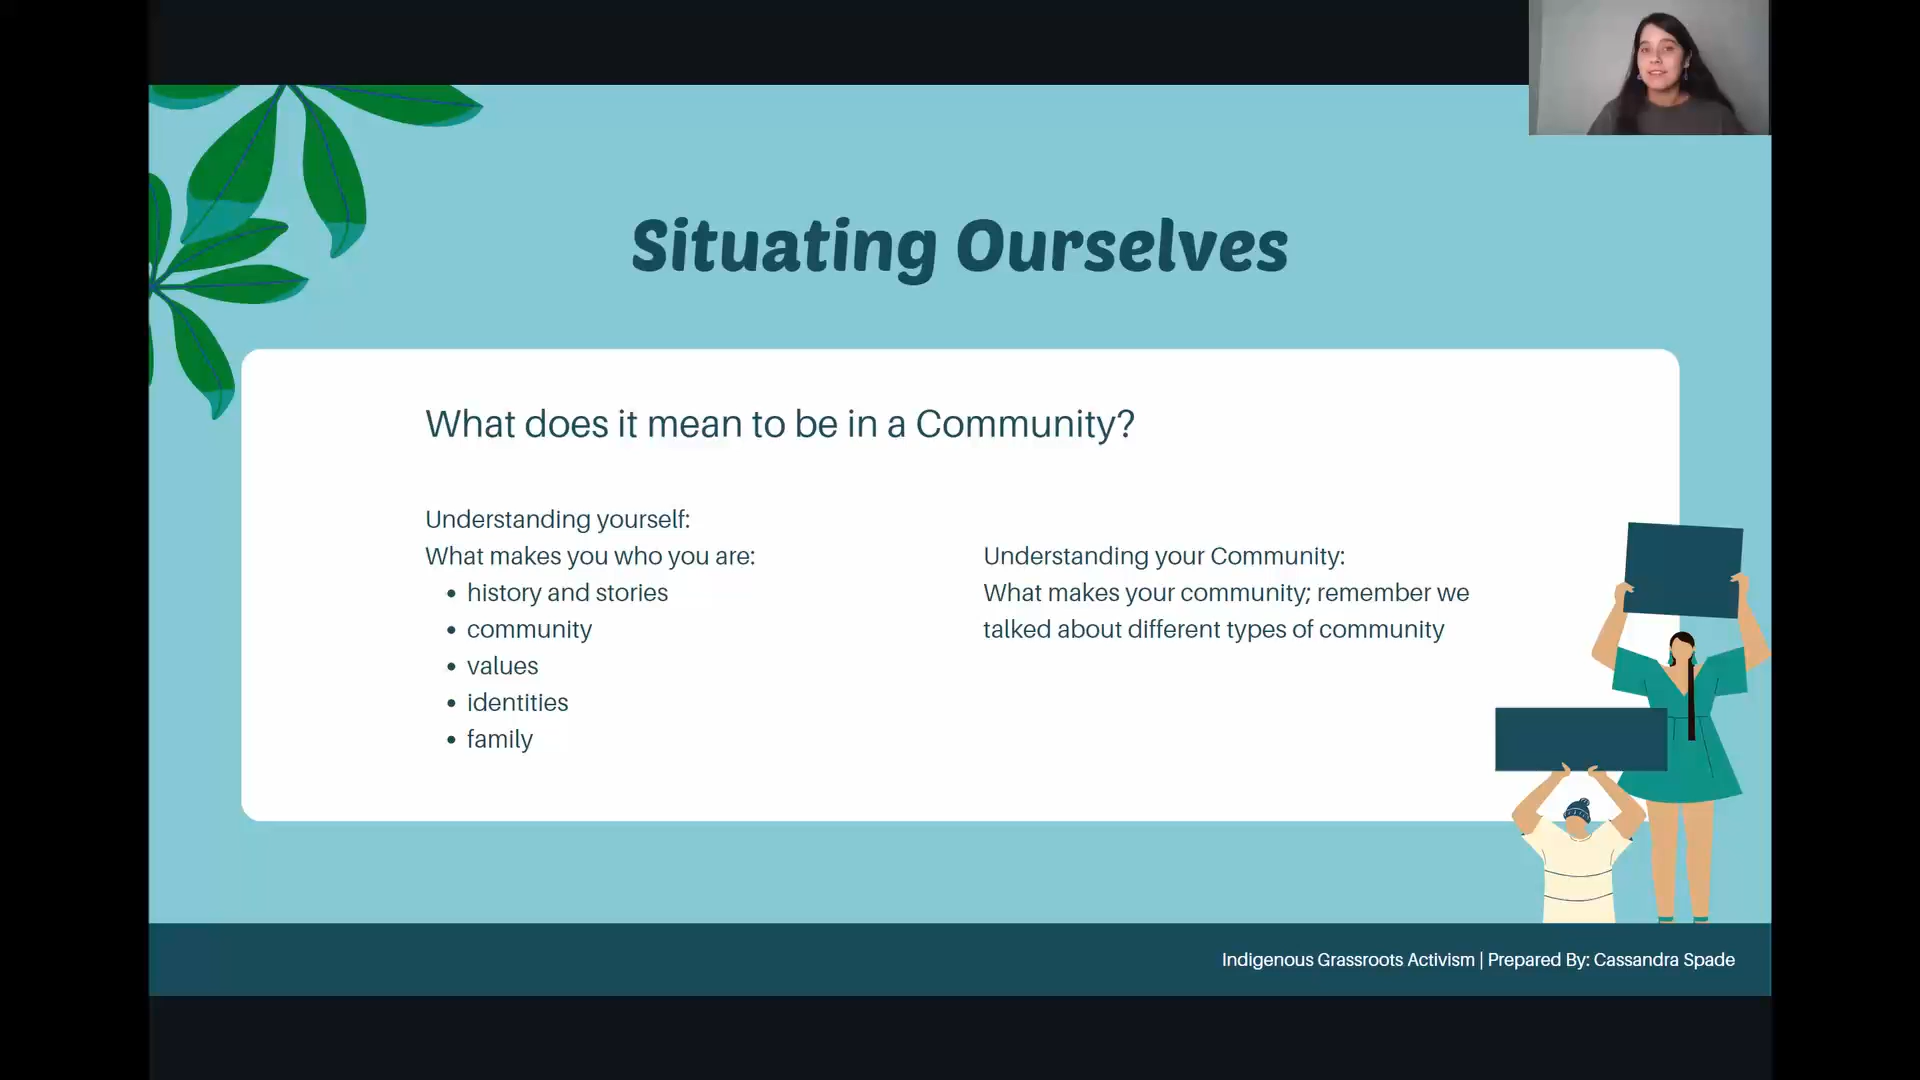 Situating Ourselves
What does it mean to be in a Community?
Understanding yourself:
What makes you who you are:
• history and stories
• community
• values
• identities
• family
Understanding your Community:
What makes your community; remember we
talked about different types of community
Indigenous Grassroots Activism | Prepared By: Cassandra Spade